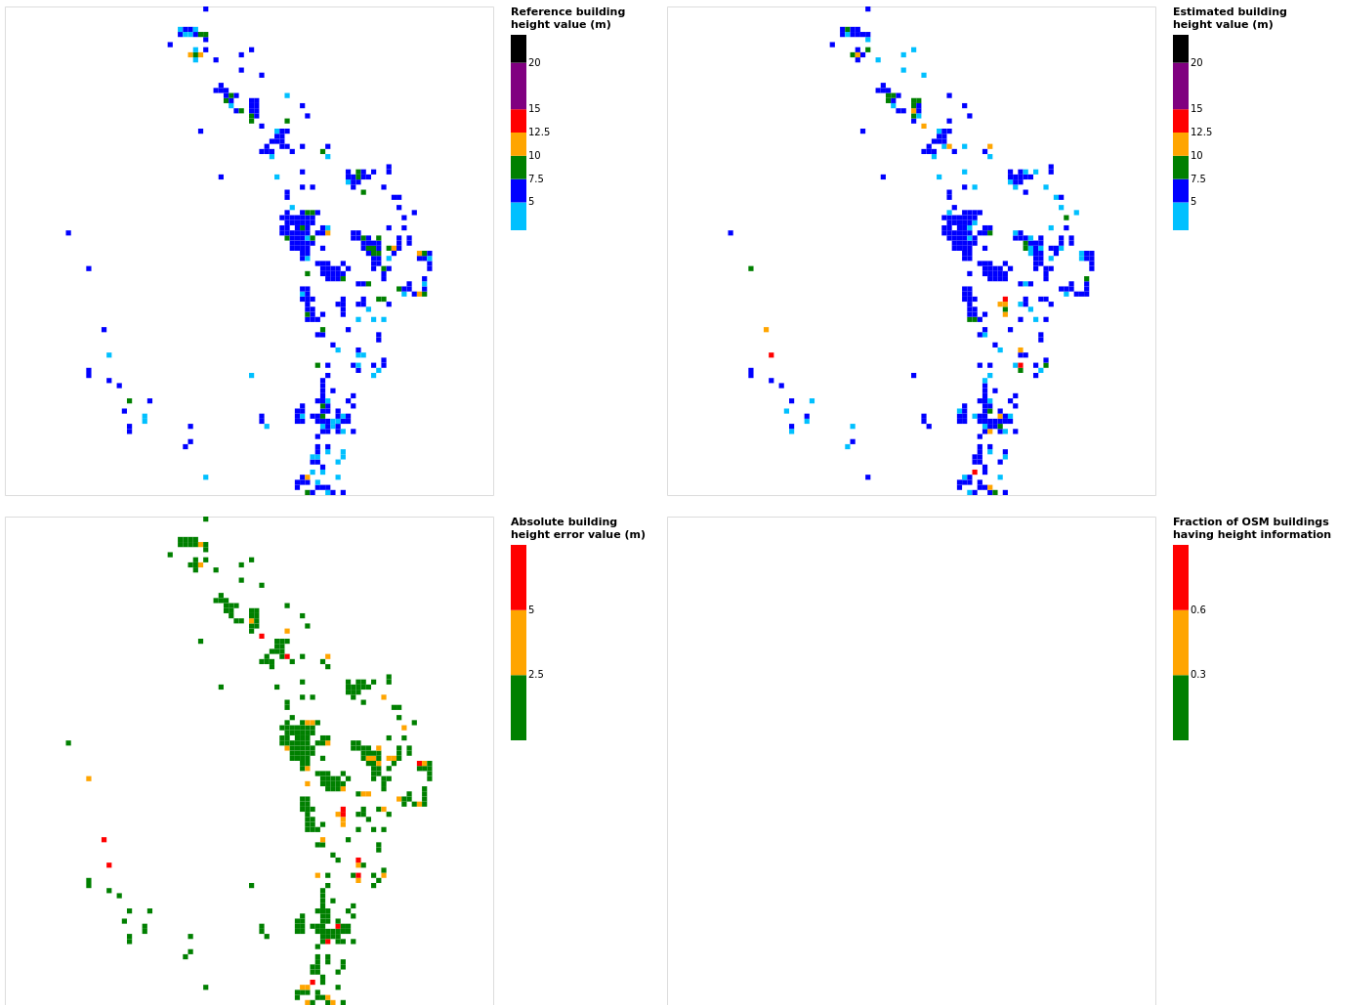 Reference building
height value (m)
20
15
12.5
10
7.5
5
Estimated building
height value (m)
20
15
12.5
10
7.5
5
Absolute building
height error value (m)
5
2.5
Fraction of OSM buildings
having height information
0.6
0.3